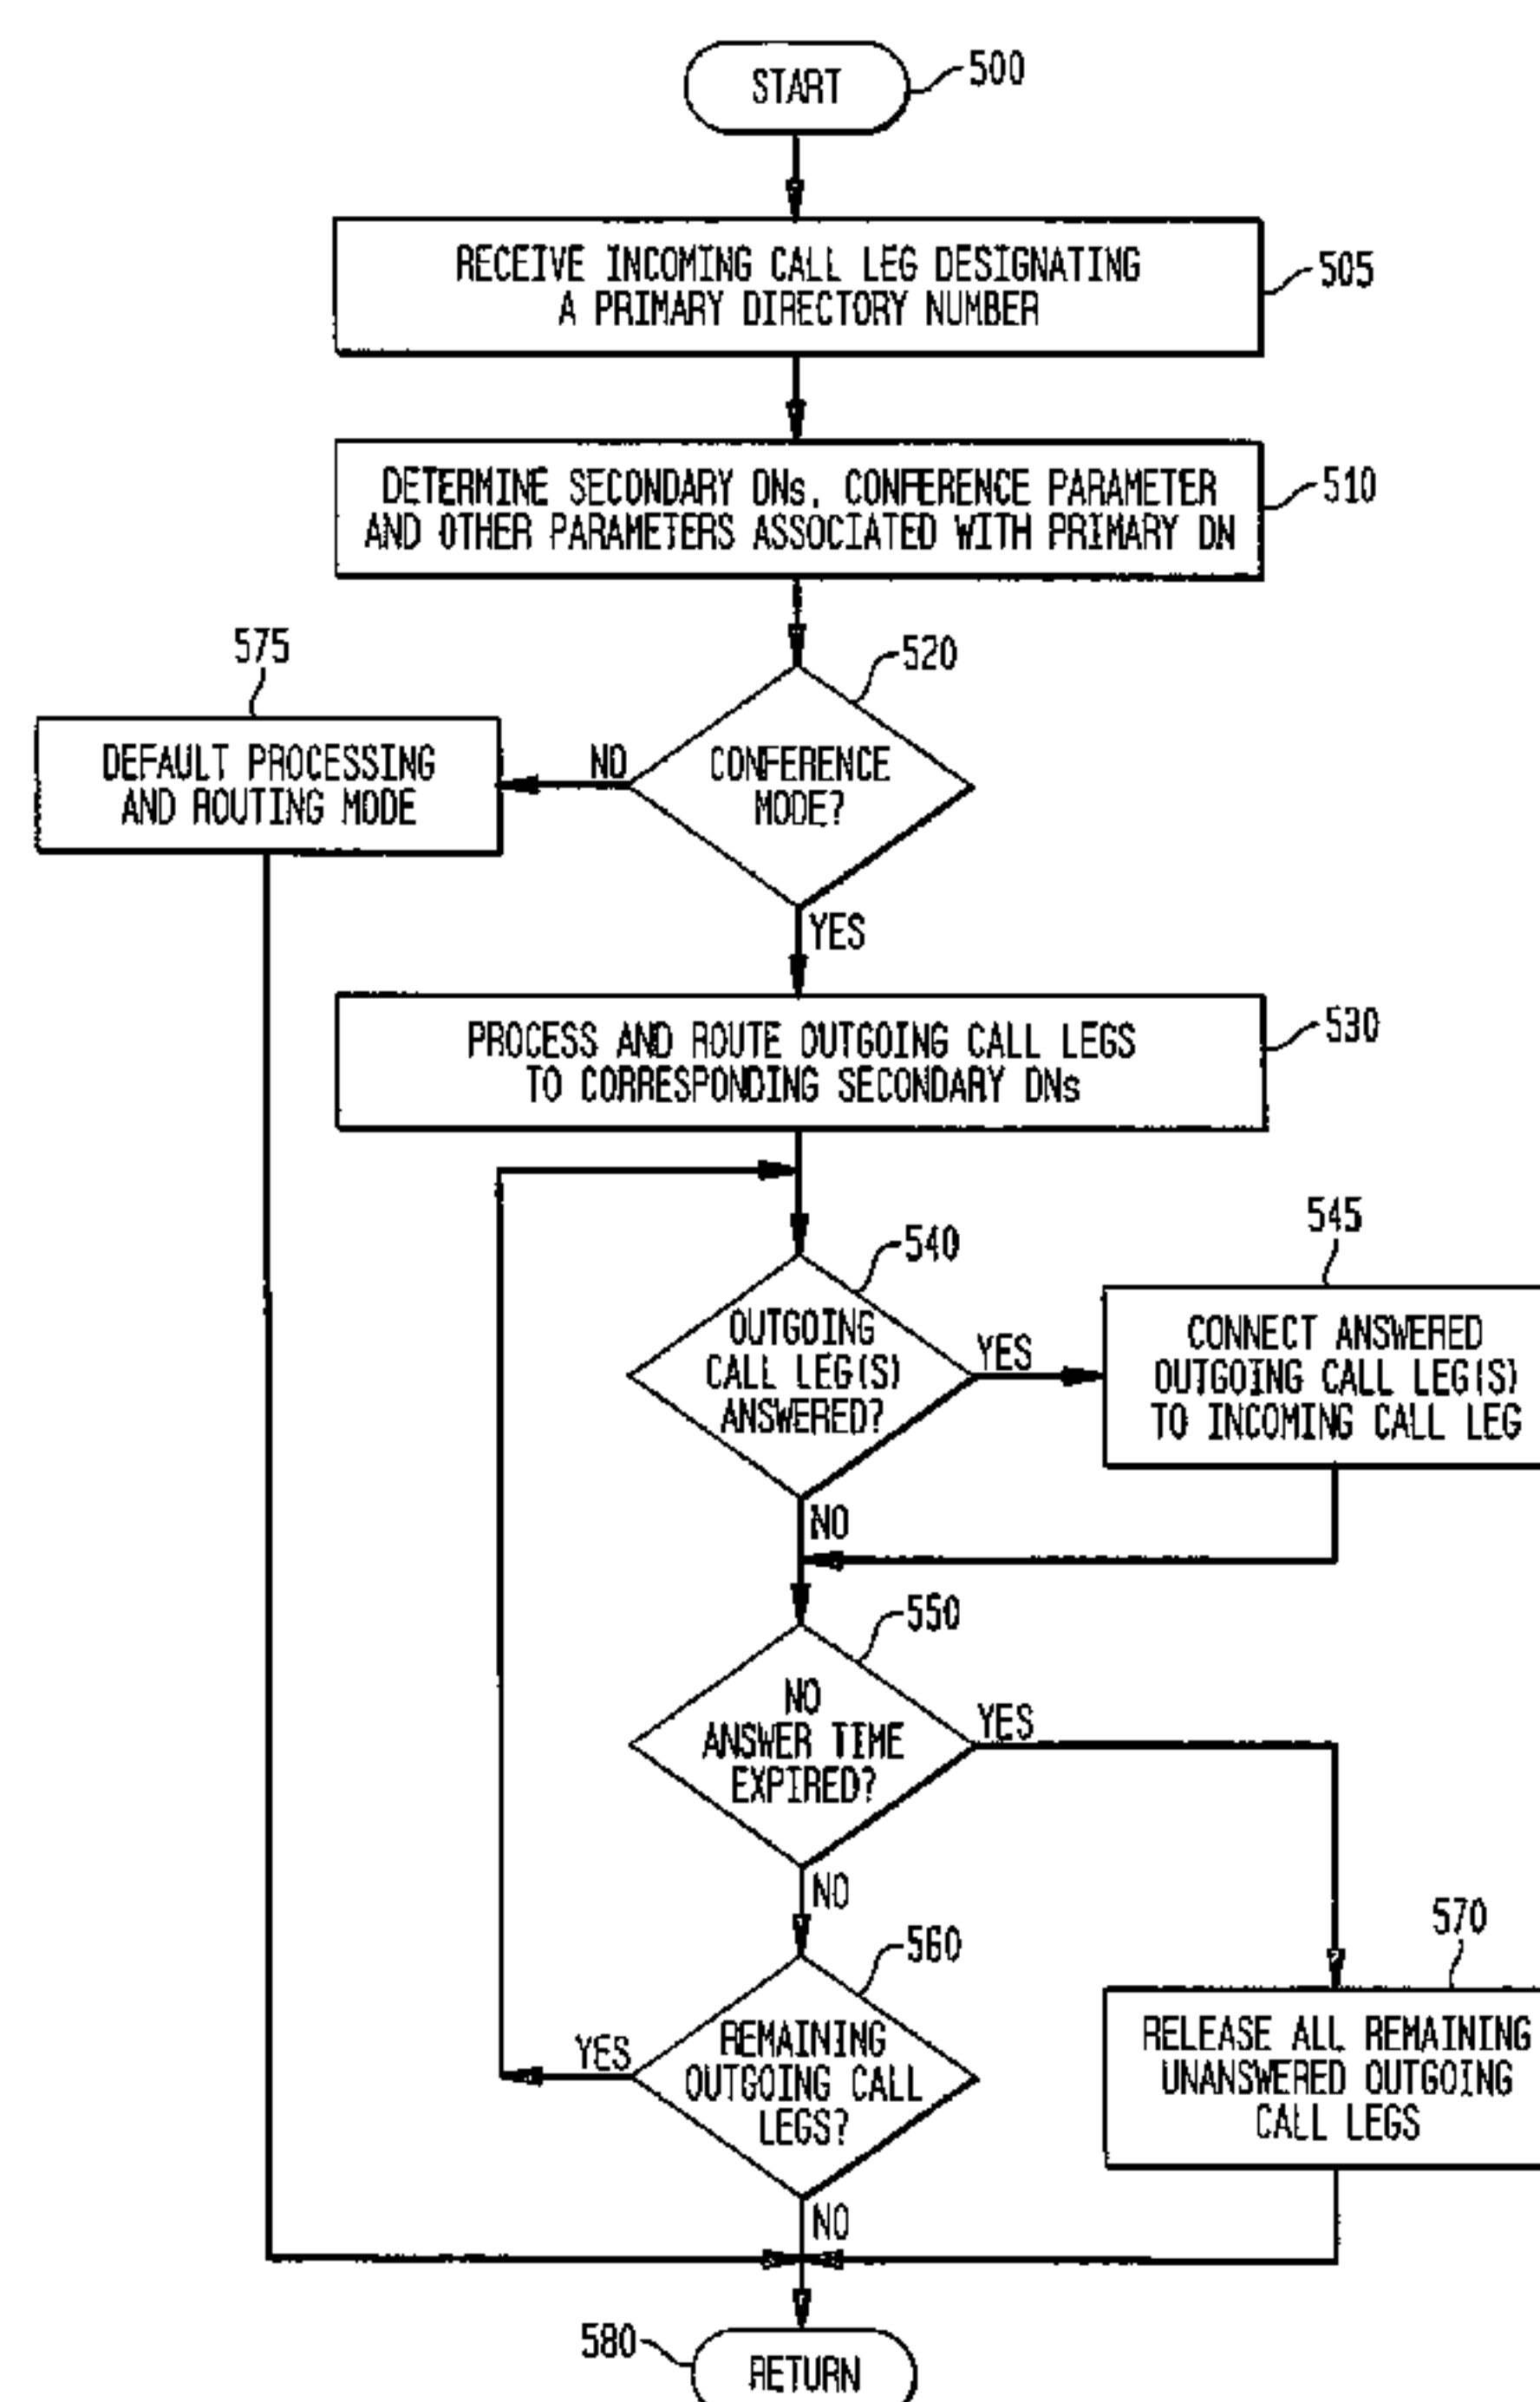 START
500
RECEIVE INCOMING CALL LEG DESIGNATING
A PRIMARY DIRECTORY NUMBER
505
DETERMINE SECONDARY DNs, CONFERENCE PARAMETER
AND OTHER PARAMETERS ASSOCIATED WITH PRIMARY DN
510
575
520
DEFAULT PROCESSING
AND ROUTING MODE
NO
CONFERENCE
MODE?
YES
PROCESS AND ROUTE OUTGOING CALL LEGS
TO CORRESPONDING SECONDARY DNs
530
540
545
OUTGOING
CALL LEG(S)
ANSWERED?
YES
CONNECT ANSWERED
OUTGOING CALL LEG(S)
TO INCOMING CALL LEG
NO
550
NO
ANSWER TIME
EXPIRED?
YES
NO
560
570
REMAINING
OUTGOING CALL
LEGS?
YES
RELEASE ALL REMAINING
UNANSWERED OUTGOING
CALL LEGS
NO
580
RETURN